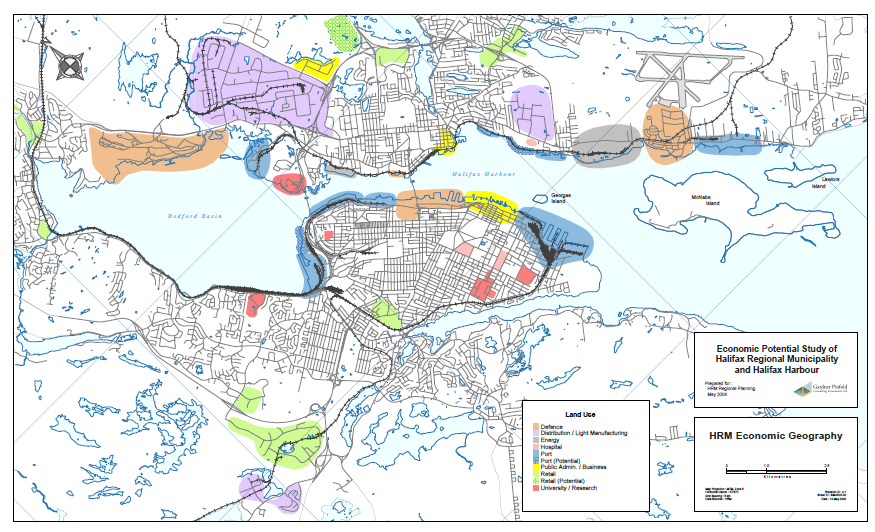 Halifax Harbour
Bedford Basin
Georges
Island
McNabs
Island
Lawlors
Island
Economic Potential Study of
Halifax Regional Municipality
and Halifax Harbour
Prepared for:
HRM Regional Planning
May 2004
Gardner Pinfold
Land Use
Defence
Distribution / Light Manufacturing
Energy
Hospital
Port
Port (Potential)
Public Admin. / Business
Retail
Retail (Potential)
University / Research
HRM Economic Geography
0
Kilometres